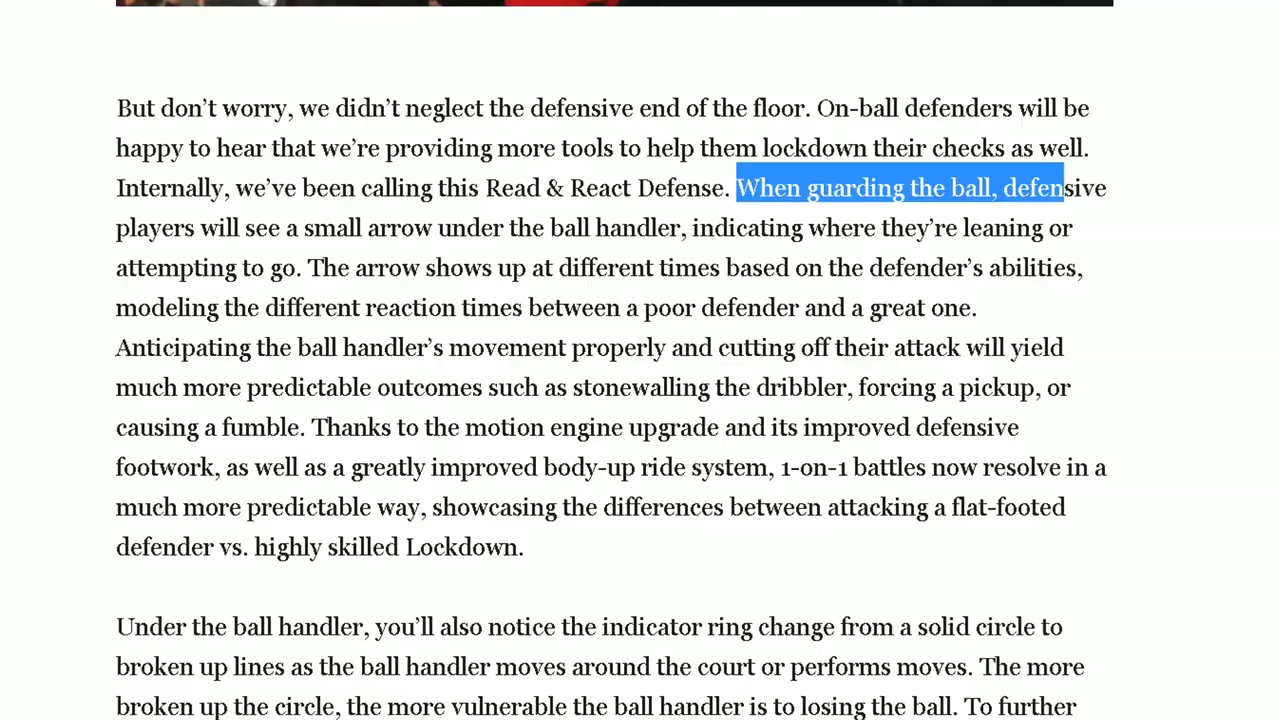 But don’t worry, we didn’t neglect the defensive end of the floor. On-ball defenders will be
happy to hear that we’re providing more tools to help them lockdown their checks as well.
Internally, we’ve been calling this Read & React Defense. When guarding the ball, defensive
players will see a small arrow under the ball handler, indicating where they’re leaning or
attempting to go. The arrow shows up at different times based on the defender’s abilities,
modeling the different reaction times between a poor defender and a great one.
Anticipating the ball handler’s movement properly and cutting off their attack will yield
much more predictable outcomes such as stonewalling the dribbler, forcing a pickup, or
causing a fumble. Thanks to the motion engine upgrade and its improved defensive
footwork, as well as a greatly improved body-up ride system, 1-on-1 battles now resolve in a
much more predictable way, showcasing the differences between attacking a flat-footed
defender vs. highly skilled Lockdown.
Under the ball handler, you’ll also notice the indicator ring change from a solid circle to
broken up lines as the ball handler moves around the court or performs moves. The more
broken up the circle, the more vulnerable the ball handler is to losing the ball. To further